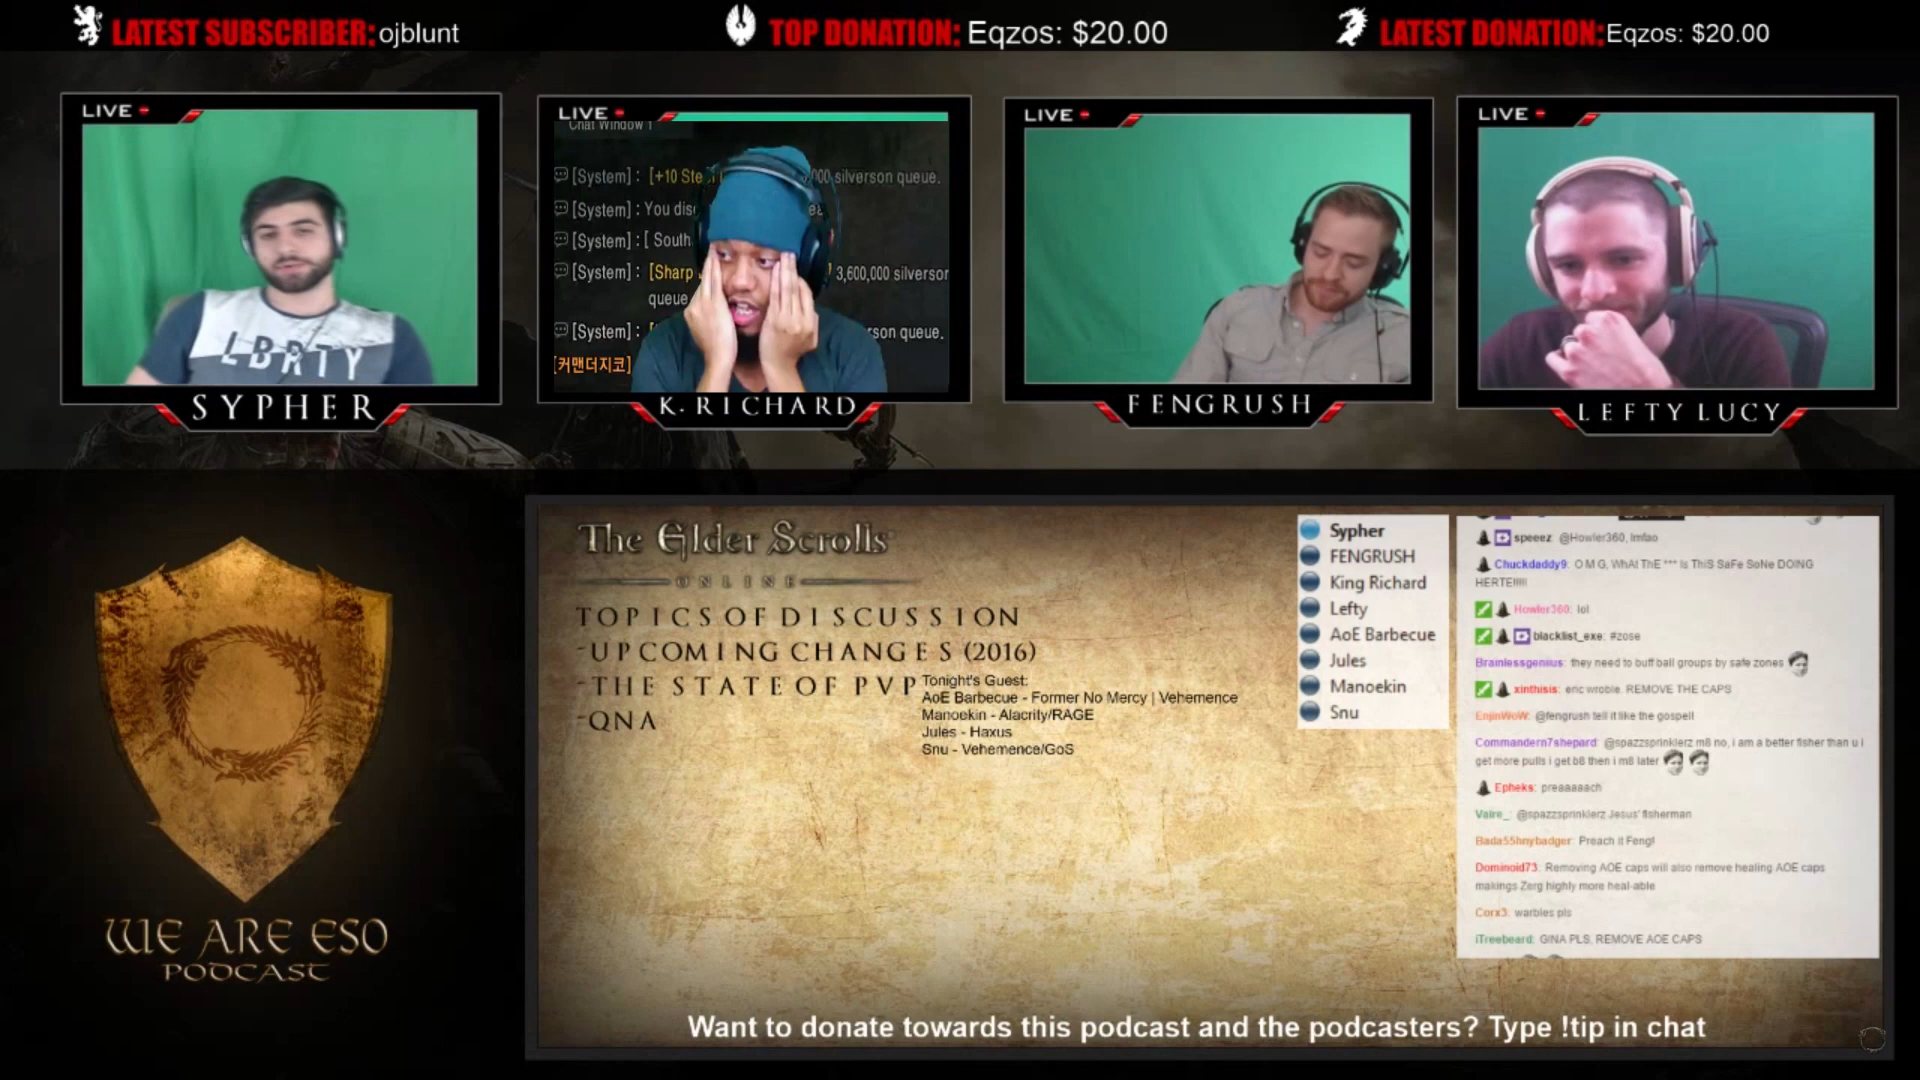 LATEST SUBSCRIBER: ojblunt
TOP DONATION: Eqzos: $20.00
LATEST DONATION: Eqzos: $20.00
LIVE
LBRTY
SYPHER
LIVE
Chat Window 1
[System] : [+10 ,000 silverson queue.
[System] : You
[System] : [ South
[System] : [Sharp 3,600,000 silverson
queue
[System] : queue.
[커맨더지코]
K. RICHARD
LIVE
FENGRUSH
LIVE
LEFTY LUCY
WE ARE ESO
PODCAST
The Elder Scrolls
ONLINE
TOPICS OF DISCUSSION
-UPCOMING CHANGES (2016)
-THE STATE OF PVP
-QNA
Tonight's Guest:
AoE Barbecue - Former No Mercy | Vehemence
Manoekin - Alacrity/RAGE
Jules - Haxus
Snu - Vehemence/GoS
Sypher
FENGRUSH
King Richard
Lefty
AoE Barbecue
Jules
Manoekin
Snu
speeez @Howler360, lmfao
Chuckdaddy9: O M G, WhAt ThE *** Is ThiS SaFe SoNe DOING
HERTE!!!!!
Howler360: lol
blacklist_exe: #zose
Brainlessgenius: they need to buff ball groups by safe zones
xinthisis: eric wroble. REMOVE THE CAPS
EnjinWoW: @fengrush tell it like the gospell
Commandern7shepard: @spazzsprinklerz m8 no, i am a better fisher than u i
get more pulls i get b8 then i m8 later
Epheks: preaaaaach
Valre_: @spazzsprinklerz Jesus' fisherman
Bada55hnybadger: Preach it Feng!
Dominoid73: Removing AOE caps will also remove healing AOE caps
makings Zerg highly more heal-able
Corx3: warbles pls
iTreebeard: GINA PLS, REMOVE AOE CAPS
Want to donate towards this podcast and the podcasters? Type !tip in chat